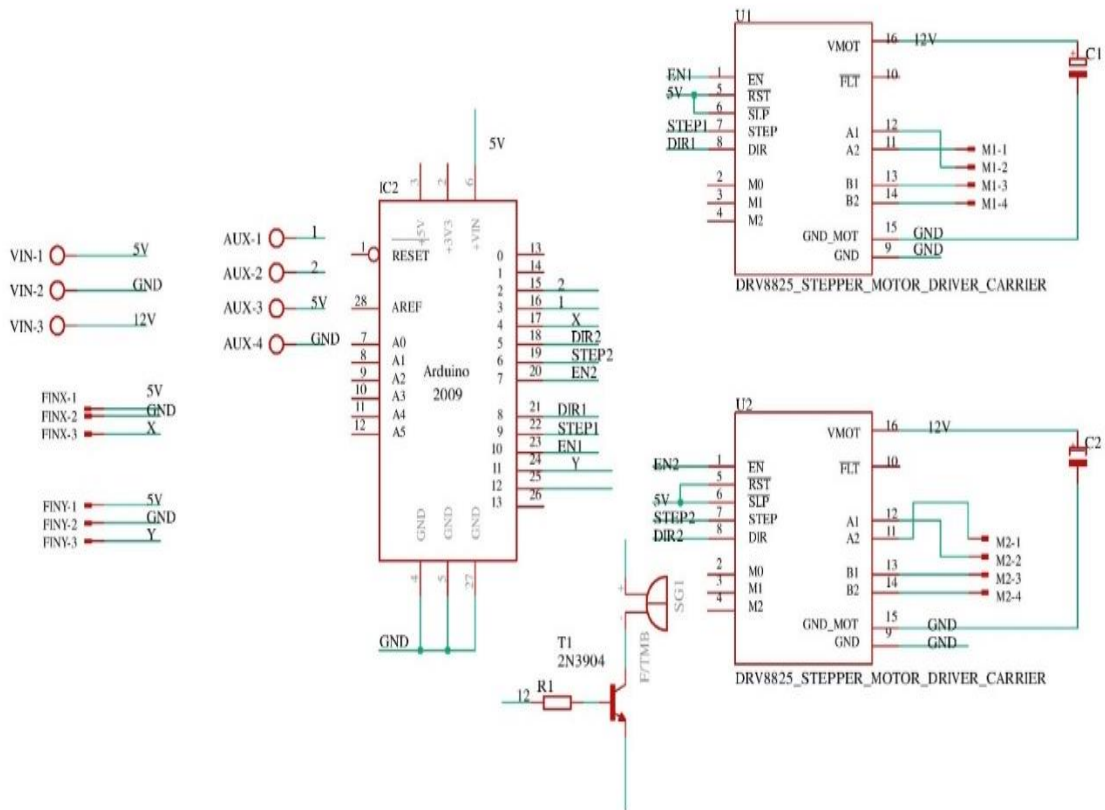 VIN-1 5V
VIN-2 GND
VIN-3 12V
FINX-1 5V
FINX-2 GND
FINX-3 X
FINY-1 5V
FINY-2 GND
FINY-3 Y
AUX-1 1
AUX-2 2
AUX-3 5V
AUX-4 GND
5V
3 2 6
IC2
+5V +3V3 +VIN
1 RESET
28 AREF
7 A0
8 A1
9 A2
10 A3
11 A4
12 A5
Arduino
2009
0 13
1 14
2 15 2
3 16 1
4 17 X
5 18 DIR2
6 19 STEP2
7 20 EN2
8 21 DIR1
9 22 STEP1
10 23 EN1
11 24 Y
12 25
13 26
GND GND GND
4 5 27
GND
T1
2N3904
12 R1
+
-
SG1
F/TMB
U1
EN1 1 EN
5V 5 RST
6 SLP
STEP1 7 STEP
DIR1 8 DIR
2 M0
3 M1
4 M2
VMOT 16 12V
FLT 10
A1 12
A2 11
B1 13
B2 14
GND_MOT 15 GND
GND 9 GND
M1-1
M1-2
M1-3
M1-4
+ C1
DRV8825_STEPPER_MOTOR_DRIVER_CARRIER
U2
EN2 1 EN
5 RST
5V 6 SLP
STEP2 7 STEP
DIR2 8 DIR
2 M0
3 M1
4 M2
VMOT 16 12V
FLT 10
A1 12
A2 11
B1 13
B2 14
GND_MOT 15 GND
GND 9 GND
M2-1
M2-2
M2-3
M2-4
+ C2
DRV8825_STEPPER_MOTOR_DRIVER_CARRIER